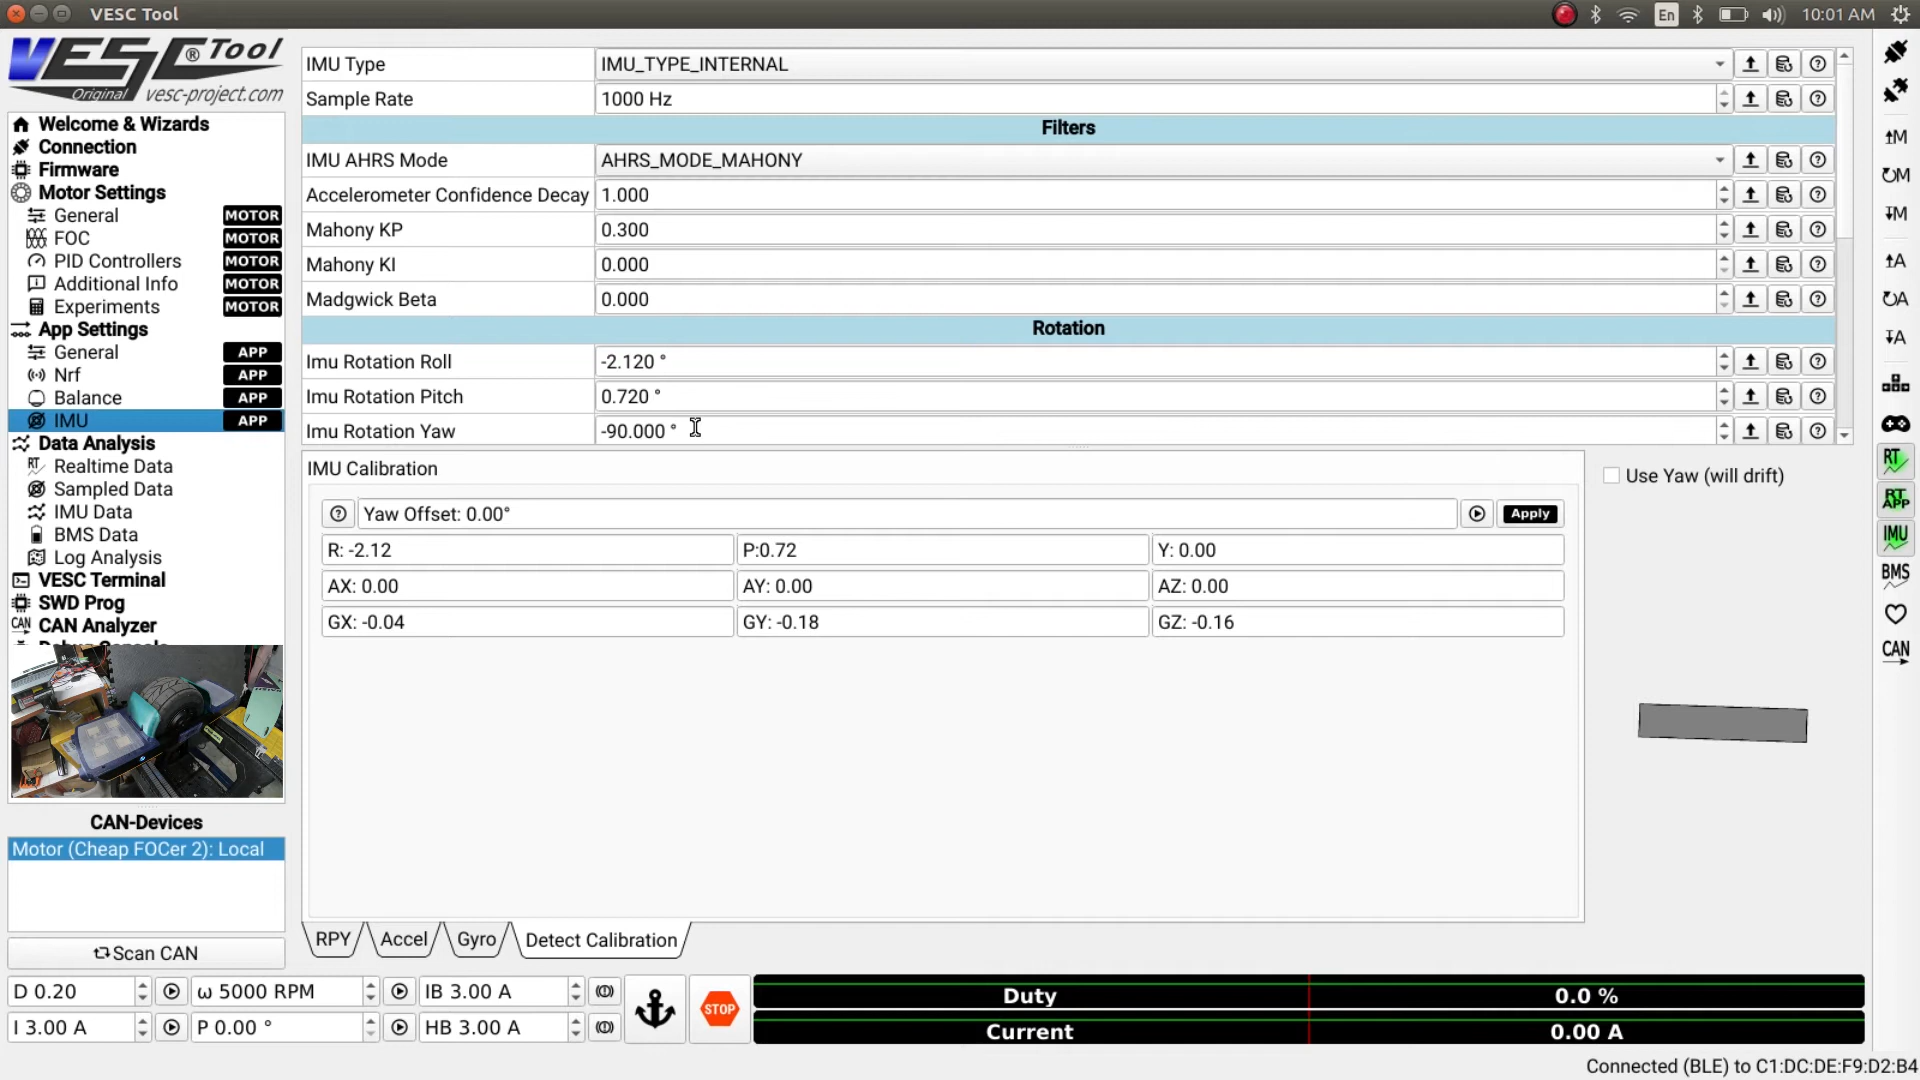 VESC Tool
En
10:01 AM
VESC® Tool
Original vesc-project.com
Welcome & Wizards
Connection
Firmware
Motor Settings
General MOTOR
FOC MOTOR
PID Controllers MOTOR
Additional Info MOTOR
Experiments MOTOR
App Settings
General APP
Nrf APP
Balance APP
IMU APP
Data Analysis
RT Realtime Data
Sampled Data
IMU Data
BMS Data
Log Analysis
VESC Terminal
SWD Prog
CAN CAN Analyzer
CAN-Devices
Motor (Cheap FOCer 2): Local
Scan CAN
IMU Type IMU_TYPE_INTERNAL
Sample Rate 1000 Hz
Filters
IMU AHRS Mode AHRS_MODE_MAHONY
Accelerometer Confidence Decay 1.000
Mahony KP 0.300
Mahony KI 0.000
Madgwick Beta 0.000
Rotation
Imu Rotation Roll -2.120 °
Imu Rotation Pitch 0.720 °
Imu Rotation Yaw -90.000 °
IMU Calibration
Yaw Offset: 0.00° Apply
R: -2.12 P:0.72 Y: 0.00
AX: 0.00 AY: 0.00 AZ: 0.00
GX: -0.04 GY: -0.18 GZ: -0.16
Use Yaw (will drift)
RPY Accel Gyro Detect Calibration
M
M
M
A
A
A
RT
RT APP
IMU
BMS
CAN
D 0.20 ω 5000 RPM IB 3.00 A
I 3.00 A P 0.00 ° HB 3.00 A
STOP
Duty 0.0 %
Current 0.00 A
Connected (BLE) to C1:DC:DE:F9:D2:B4